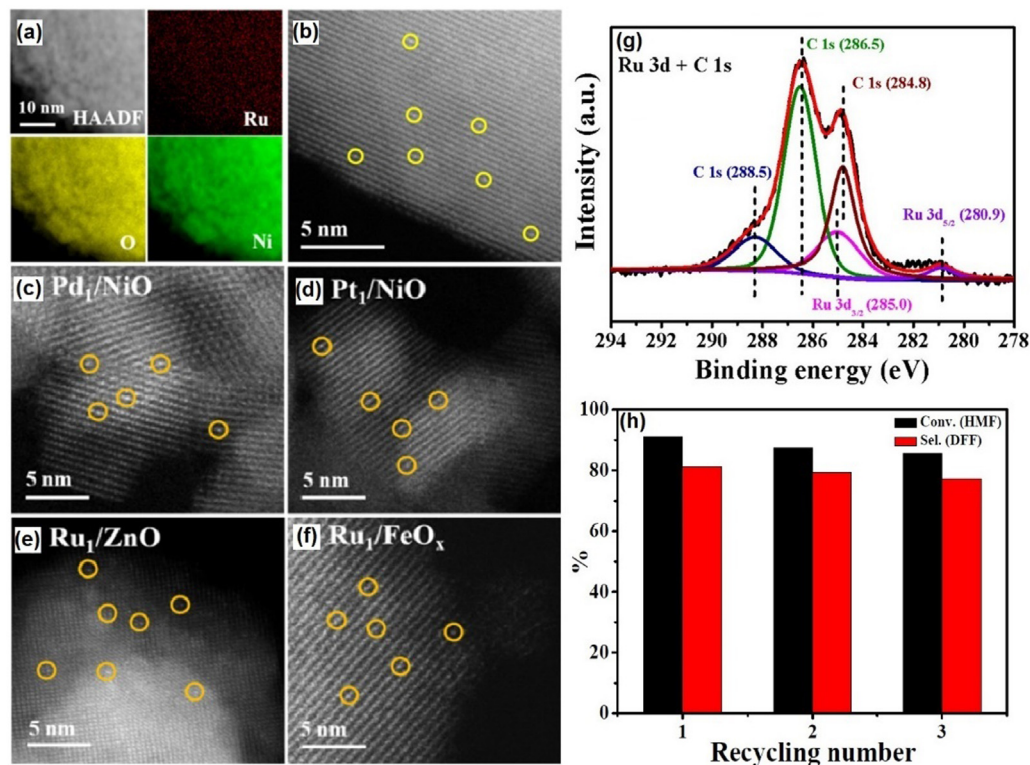 (a)
HAADF
10 nm
Ru
O
Ni
(b)
5 nm
(c) Pd₁/NiO
5 nm
(d) Pt₁/NiO
5 nm
(e) Ru₁/ZnO
5 nm
(f) Ru₁/FeOₓ
5 nm
(g)
Ru 3d + C 1s
C 1s (286.5)
C 1s (284.8)
C 1s (288.5)
Ru 3d₅/₂ (280.9)
Ru 3d₃/₂ (285.0)
Intensity (a.u.)
294 292 290 288 286 284 282 280 278
Binding energy (eV)
(h)
Conv. (HMF)
Sel. (DFF)
100
80
60
40
20
0
%
1 2 3
Recycling number